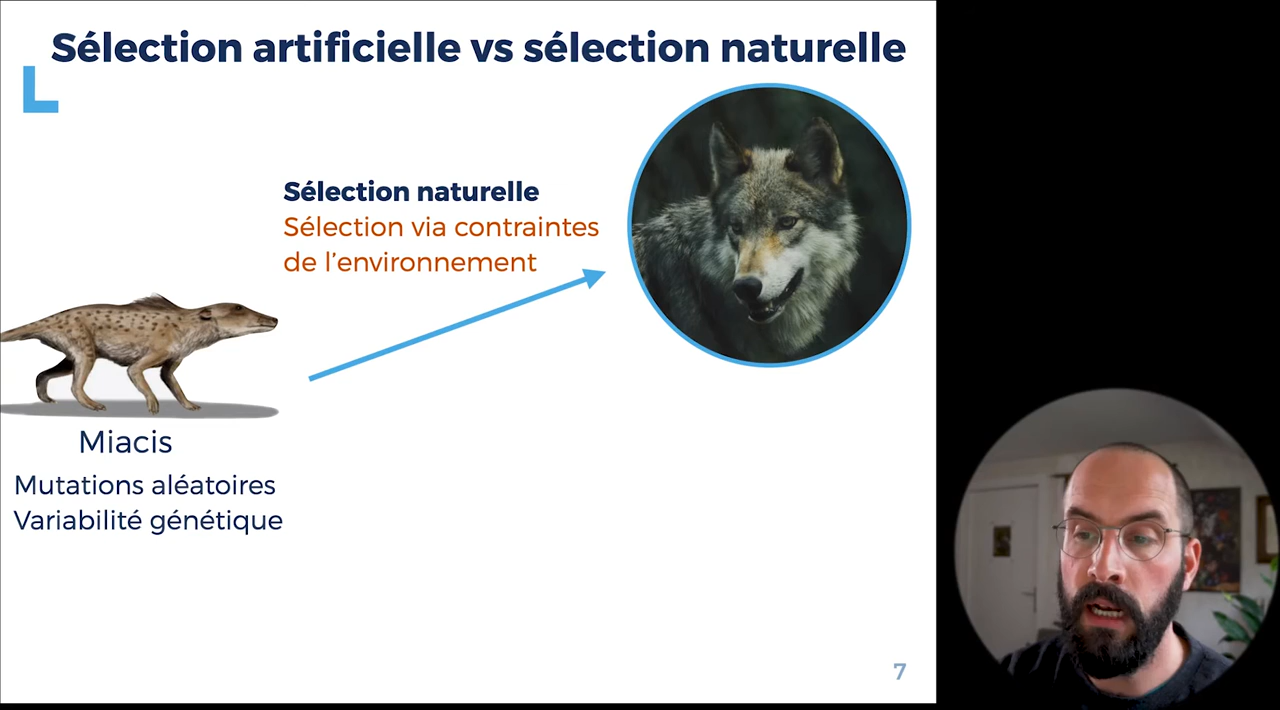 Sélection artificielle vs sélection naturelle
Sélection naturelle
Sélection via contraintes
de l'environnement
Miacis
Mutations aléatoires
Variabilité génétique
7